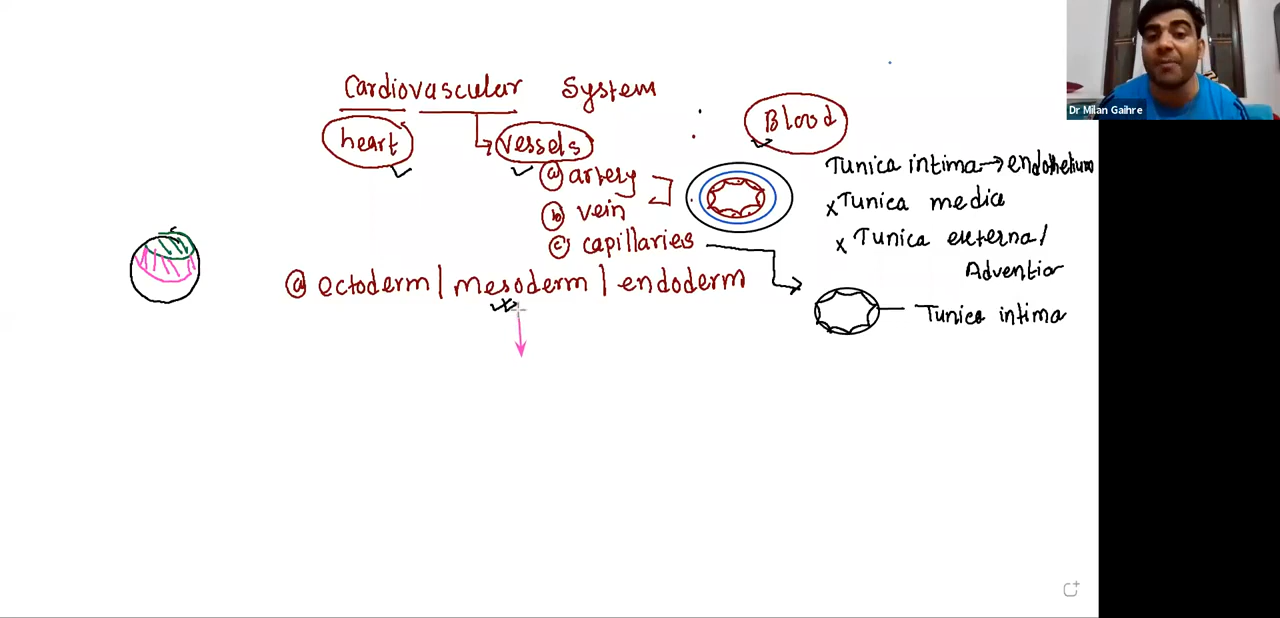 Cardiovascular System
heart
vessels
Blood
ⓐ artery
ⓑ vein
ⓒ capillaries
Tunica intima → endothelium
x Tunica media
x Tunica externa/
Adventia
ⓐ ectoderm | mesoderm | endoderm
Tunica intima
Dr Milan Gaihre